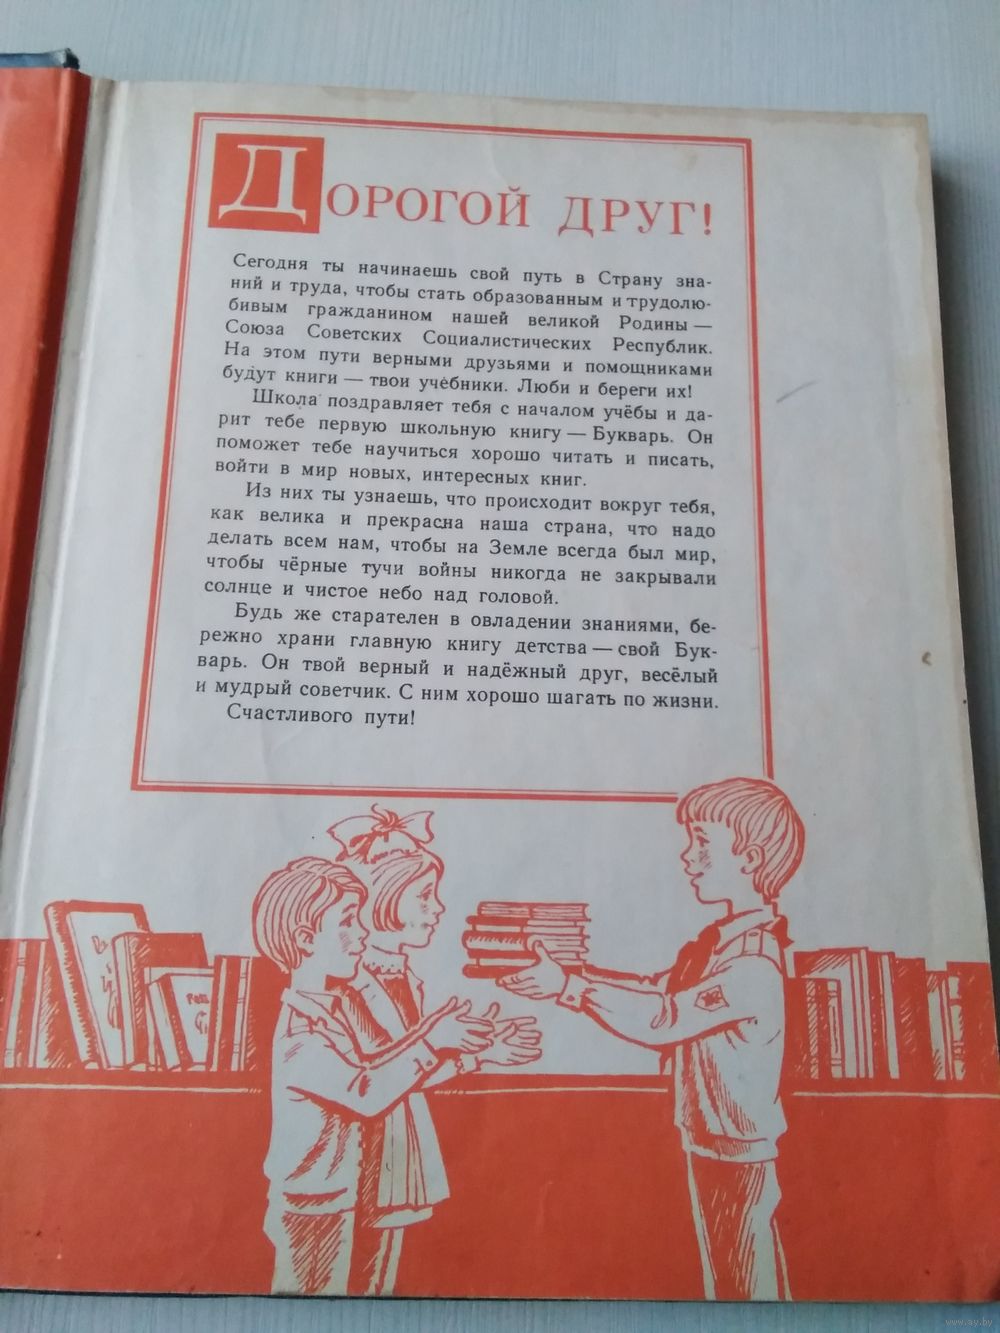 ДОРОГОЙ ДРУГ!
Сегодня ты начинаешь свой путь в Страну зна-
ний и труда, чтобы стать образованным и трудолю-
бивым гражданином нашей великой Родины —
Союза Советских Социалистических Республик.
На этом пути верными друзьями и помощниками
будут книги — твои учебники. Люби и береги их!
Школа поздравляет тебя с началом учёбы и да-
рит тебе первую школьную книгу — Букварь. Он
поможет тебе научиться хорошо читать и писать,
войти в мир новых, интересных книг.
Из них ты узнаешь, что происходит вокруг тебя,
как велика и прекрасна наша страна, что надо
делать всем нам, чтобы на Земле всегда был мир,
чтобы чёрные тучи войны никогда не закрывали
солнце и чистое небо над головой.
Будь же старателен в овладении знаниями, бе-
режно храни главную книгу детства — свой Бук-
варь. Он твой верный и надёжный друг, весёлый
и мудрый советчик. С ним хорошо шагать по жизни.
Счастливого пути!
www.ay.by